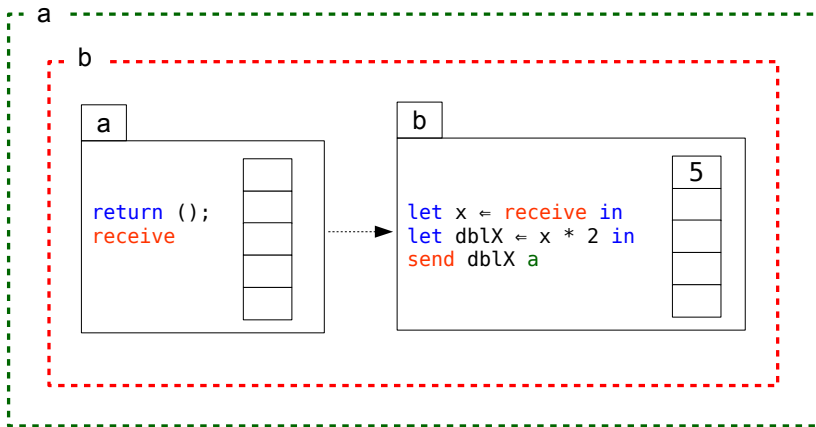 a
b
a
return ();
receive
b
5
let x ⇐ receive in
let dblX ⇐ x * 2 in
send dblX a